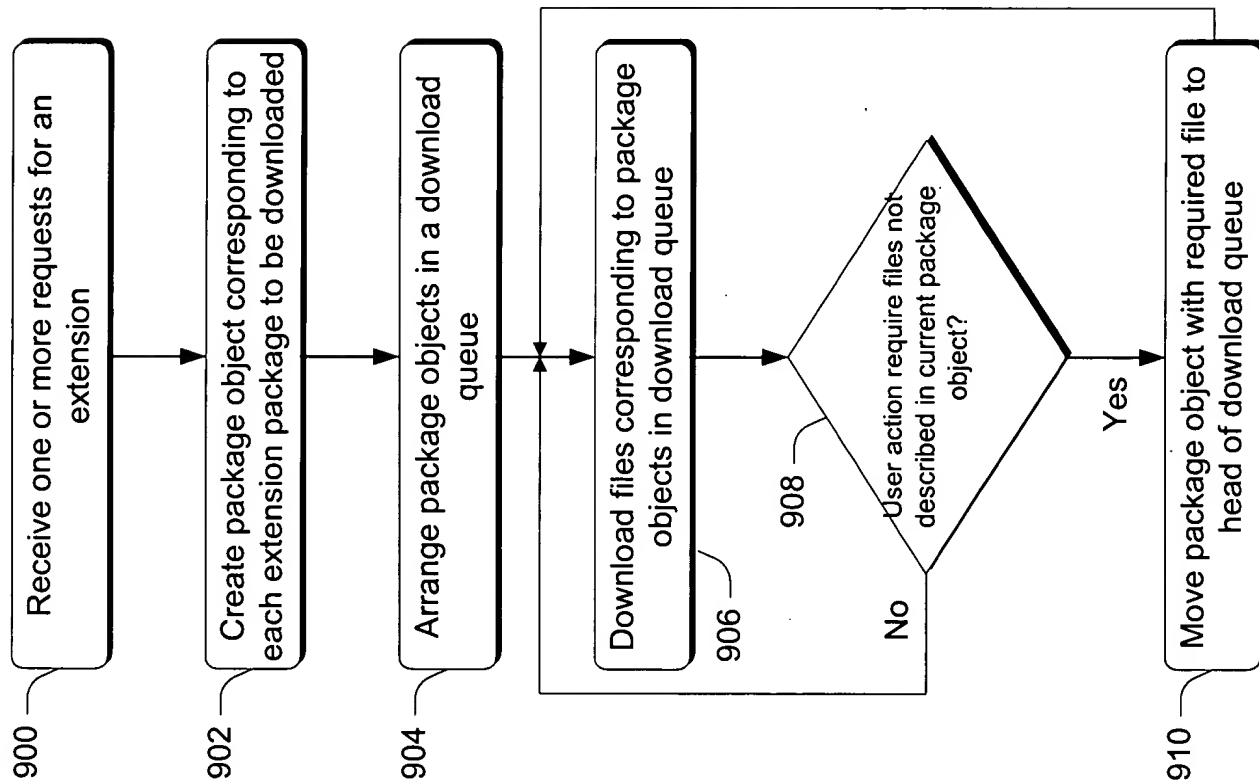 900
Receive one or more requests for an
extension
902
Create package object corresponding to
each extension package to be downloaded
904
Arrange package objects in a download
queue
Download files corresponding to package
objects in download queue
906
908
User action require files not
described in current package
object?
No
Yes
910
Move package object with required file to
head of download queue